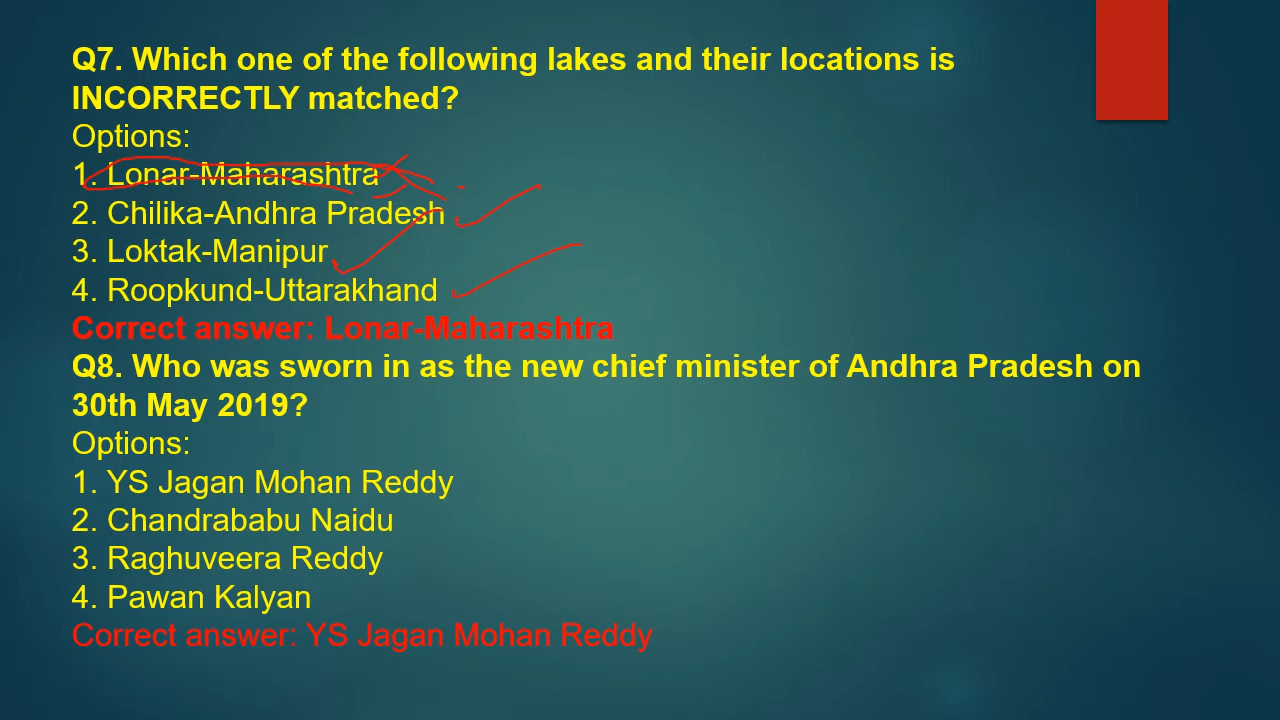 Q7. Which one of the following lakes and their locations is
INCORRECTLY matched?
Options:
1. Lonar-Maharashtra
2. Chilika-Andhra Pradesh
3. Loktak-Manipur
4. Roopkund-Uttarakhand
Correct answer: Lonar-Maharashtra
Q8. Who was sworn in as the new chief minister of Andhra Pradesh on
30th May 2019?
Options:
1. YS Jagan Mohan Reddy
2. Chandrababu Naidu
3. Raghuveera Reddy
4. Pawan Kalyan
Correct answer: YS Jagan Mohan Reddy